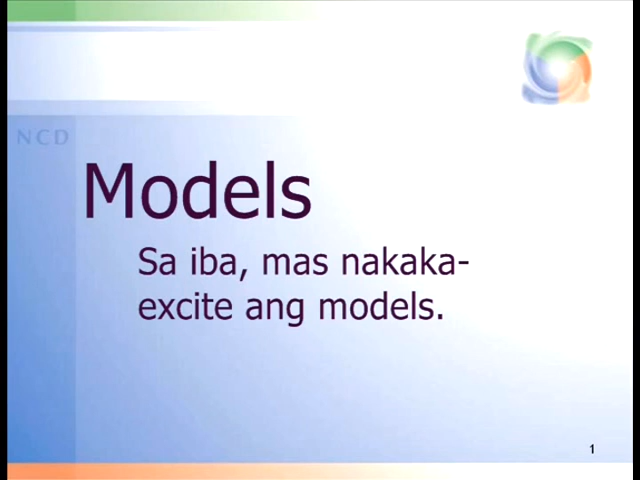 NCD
Models
Sa iba, mas nakaka-
excite ang models.
1